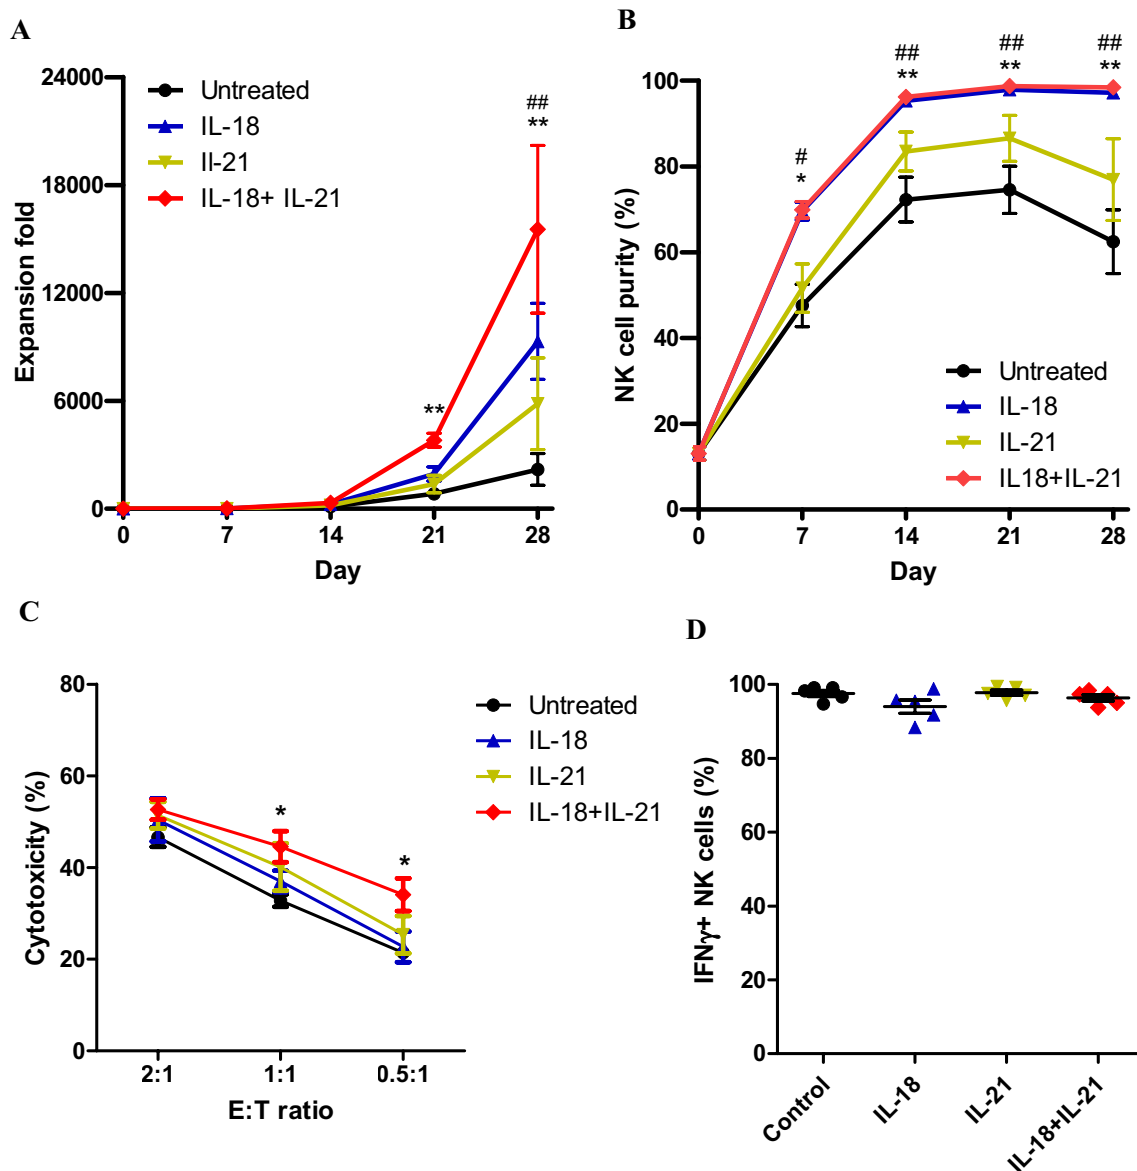 A
24000
18000
12000
6000
0
Expansion fold
Untreated
IL-18
Il-21
IL-18+ IL-21
**
##
**
0 7 14 21 28
Day
B
100
80
60
40
20
0
NK cell purity (%)
#
*
##
**
##
**
##
**
Untreated
IL-18
IL-21
IL18+IL-21
0 7 14 21 28
Day
C
80
60
40
20
0
Cytotoxicity (%)
*
*
Untreated
IL-18
IL-21
IL-18+IL-21
2:1 1:1 0.5:1
E:T ratio
D
100
80
60
40
20
0
IFNγ+ NK cells (%)
Control
IL-18
IL-21
IL-18+IL-21